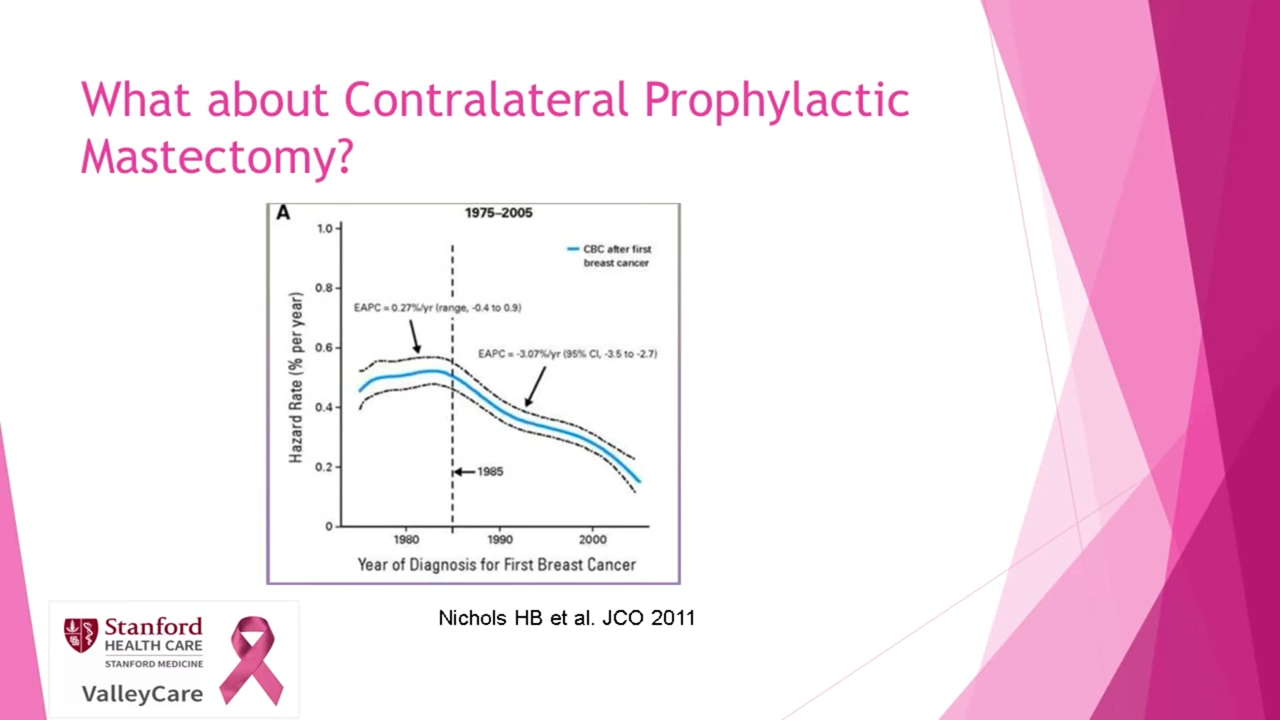 What about Contralateral Prophylactic
Mastectomy?
A
1975–2005
1.0
CBC after first
breast cancer
0.8
EAPC = 0.27%/yr (range, -0.4 to 0.9)
0.6
EAPC = -3.07%/yr (95% CI, -3.5 to -2.7)
Hazard Rate (% per year)
0.4
0.2
1985
0
1980
1990
2000
Year of Diagnosis for First Breast Cancer
Nichols HB et al. JCO 2011
Stanford
HEALTH CARE
STANFORD MEDICINE
ValleyCare